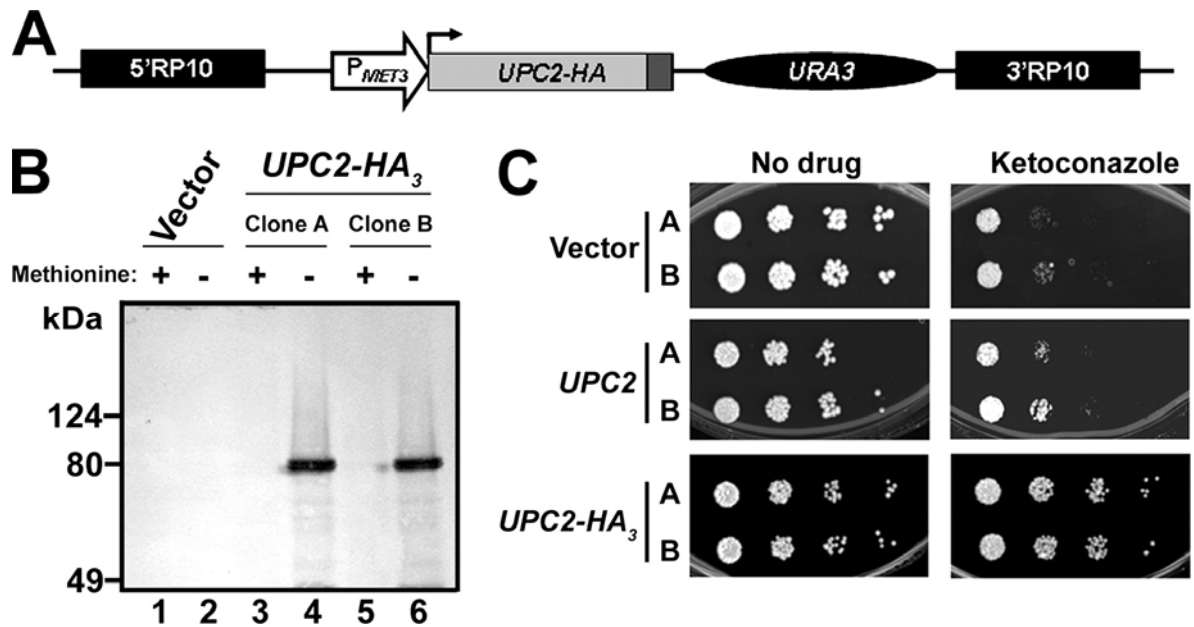 A
5'RP10
PMET3
UPC2-HA
URA3
3'RP10
B
Vector
UPC2-HA3
Clone A
Clone B
Methionine: + - + - + -
kDa
124
80
49
1 2 3 4 5 6
C
No drug
Ketoconazole
Vector
A
B
UPC2
A
B
UPC2-HA3
A
B